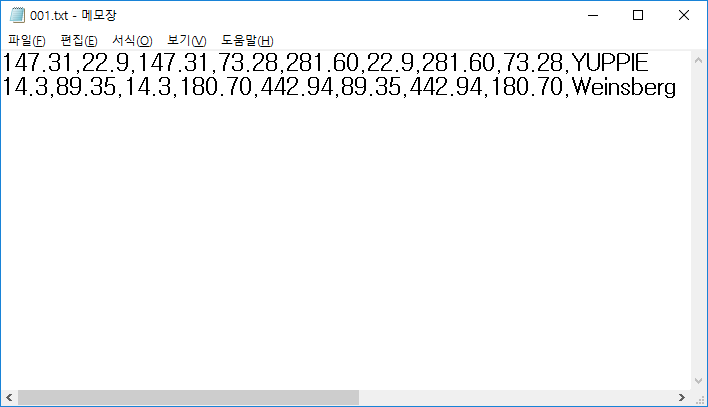 001.txt - 메모장
파일(F) 편집(E) 서식(O) 보기(V) 도움말(H)
147.31,22.9,147.31,73.28,281.60,22.9,281.60,73.28,YUPPIE
14.3,89.35,14.3,180.70,442.94,89.35,442.94,180.70,Weinsberg